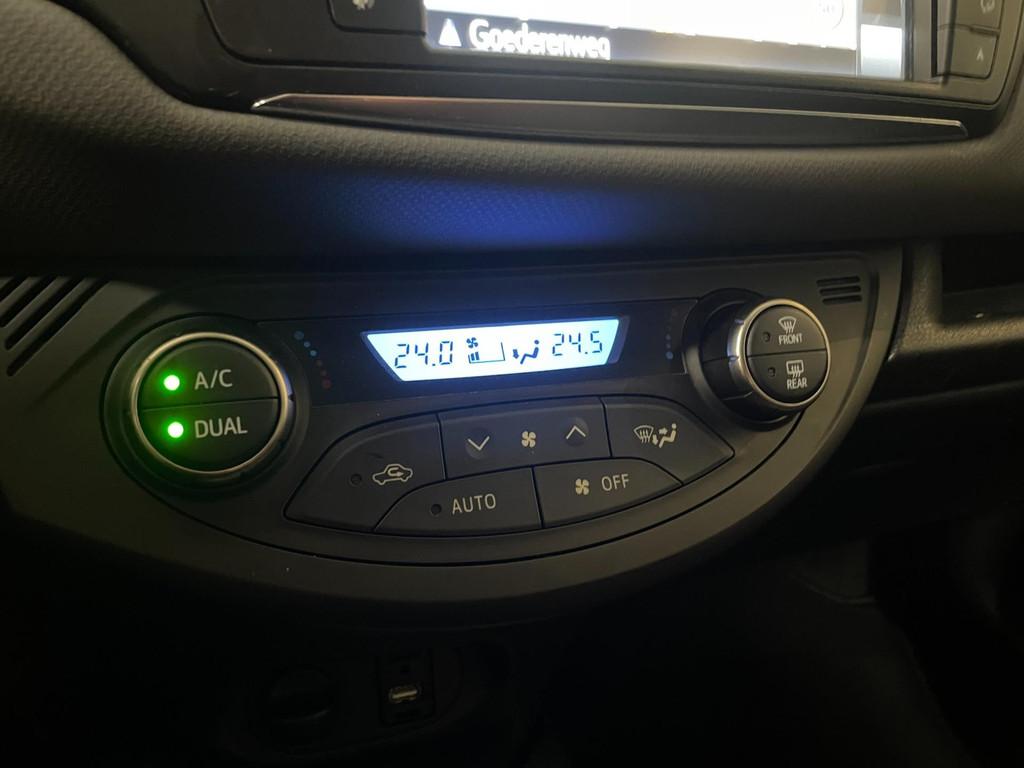 Goederenweg
24.0 24.5
A/C
DUAL
FRONT
REAR
AUTO
OFF